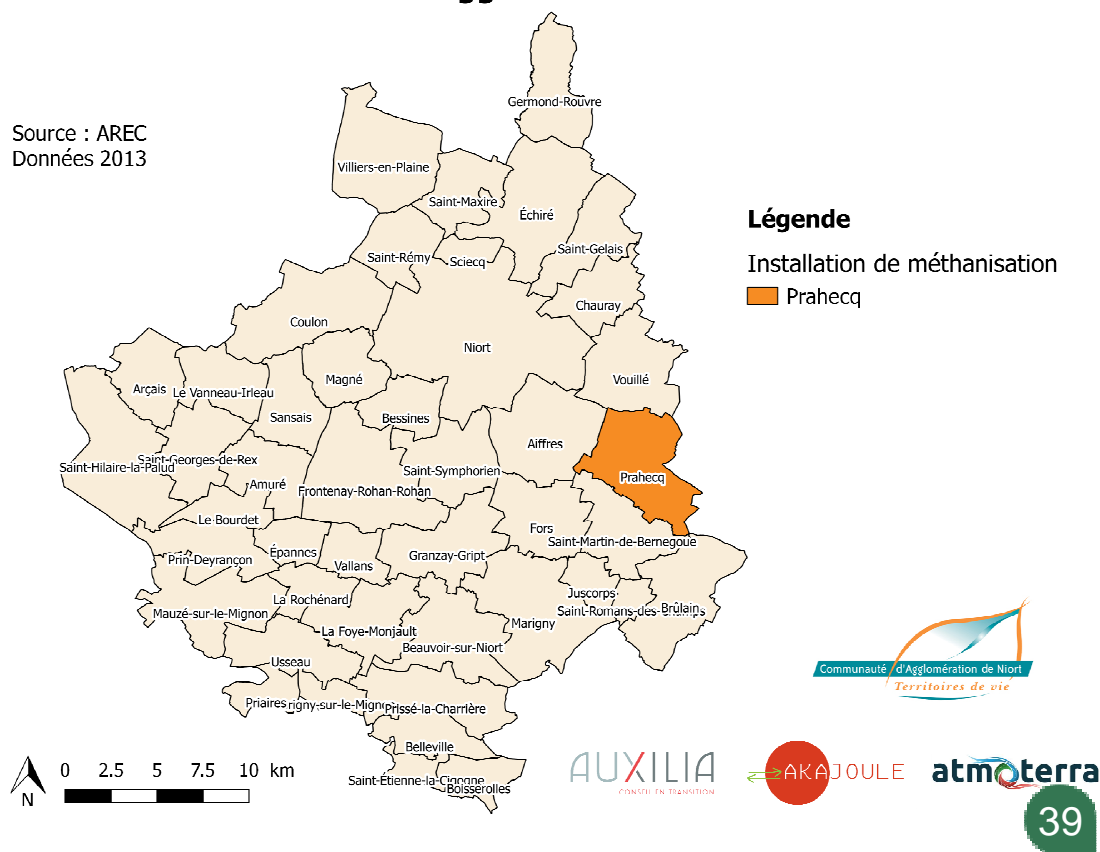 Germond-Rouvre
Source : AREC
Données 2013
Villiers-en-Plaine
Saint-Maxire
Échiré
Légende
Saint-Gelais
Saint-Rémy
Sciecq
Installation de méthanisation
Prahecq
Chauray
Coulon
Niort
Magné
Vouillé
Arçais
Le Vanneau-Irleau
Sansais
Bessines
Aiffres
Saint-Georges-de-Rex
Saint-Hilaire-la-Palud
Saint-Symphorien
Prahecq
Amuré
Frontenay-Rohan-Rohan
Le Bourdet
Fors
Saint-Martin-de-Bernegoue
Épannes
Granzay-Gript
Prin-Deyrançon
Vallans
Juscorps
La Rochénard
Mauzé-sur-le-Mignon
Saint-Romans-des-Champs
Brûlain
Marigny
La Foye-Monjault
Beauvoir-sur-Niort
Usseau
Communauté d'Agglomération de Niort
Territoires de vie
Priaires
rigny-sur-le-Migno
Prissé-la-Charrière
Belleville
Saint-Étienne-la-Cigogne
Boisserolles
0 2.5 5 7.5 10 km
N
AUXILIA
CONSEIL EN TRANSITION
AKAJOULE
atmoterra
39